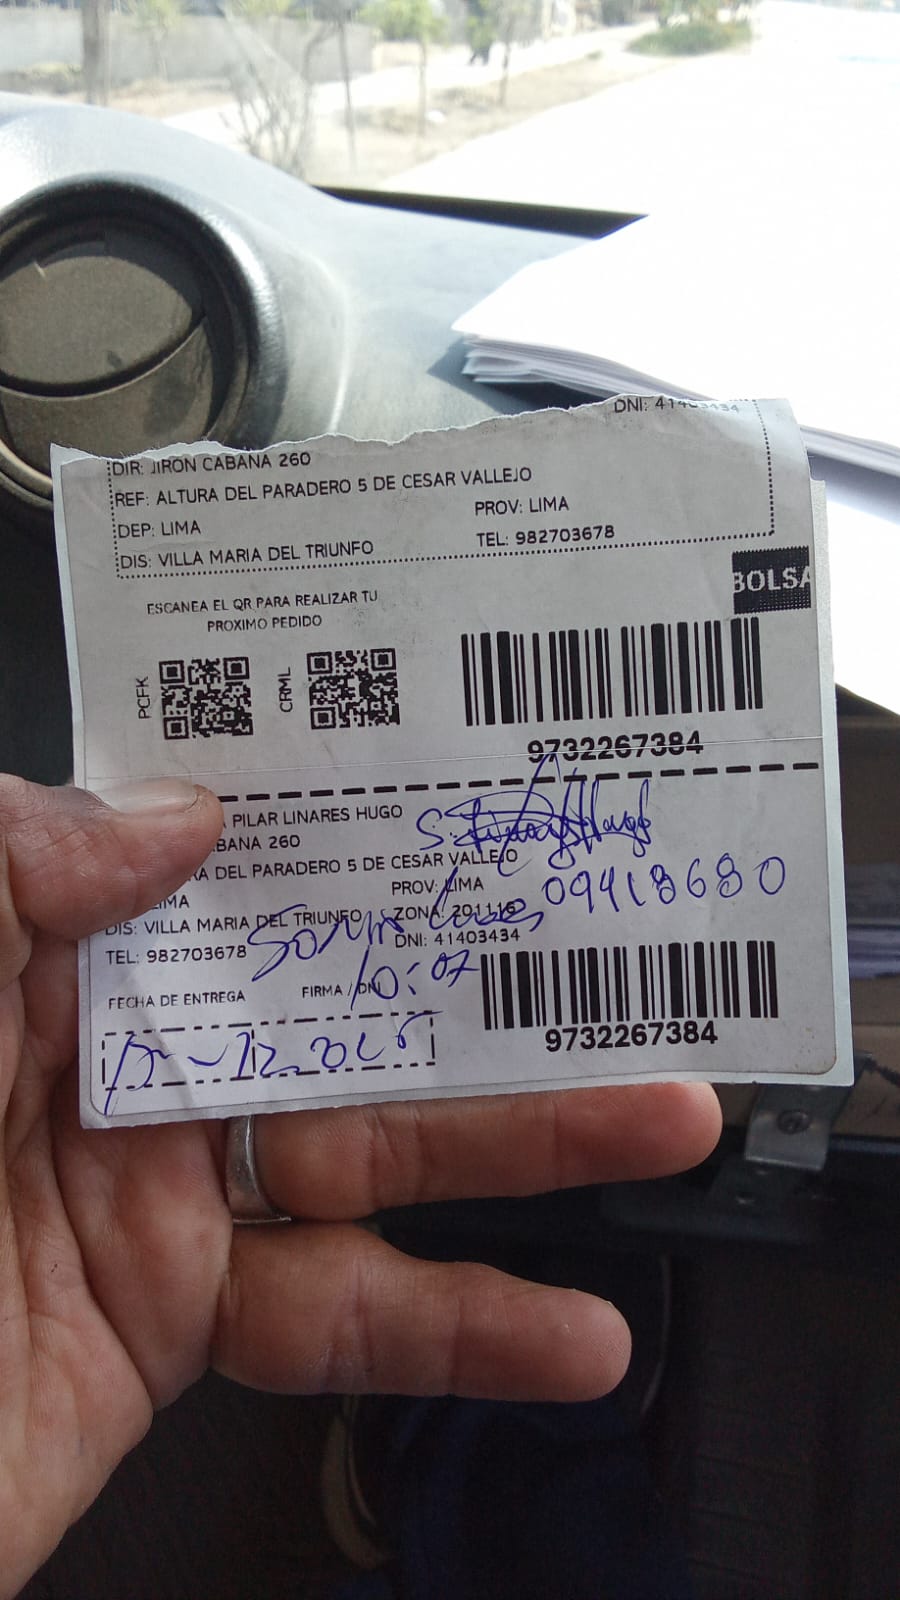 DNI: 41403434
DIR: JIRON CABANA 260
REF: ALTURA DEL PARADERO 5 DE CESAR VALLEJO
DEP: LIMA PROV: LIMA
DIS: VILLA MARIA DEL TRIUNFO TEL: 982703678
BOLSA
ESCANEA EL QR PARA REALIZAR TU
PROXIMO PEDIDO
PCFK CRML
9732267384
PILAR LINARES HUGO
ABANA 260
RA DEL PARADERO 5 DE CESAR VALLEJO
LIMA PROV: LIMA
09418680
DIS: VILLA MARIA DEL TRIUNFO ZONA: 201116
TEL: 982703678 DNI: 41403434
10:07
FECHA DE ENTREGA FIRMA / DNI
9732267384